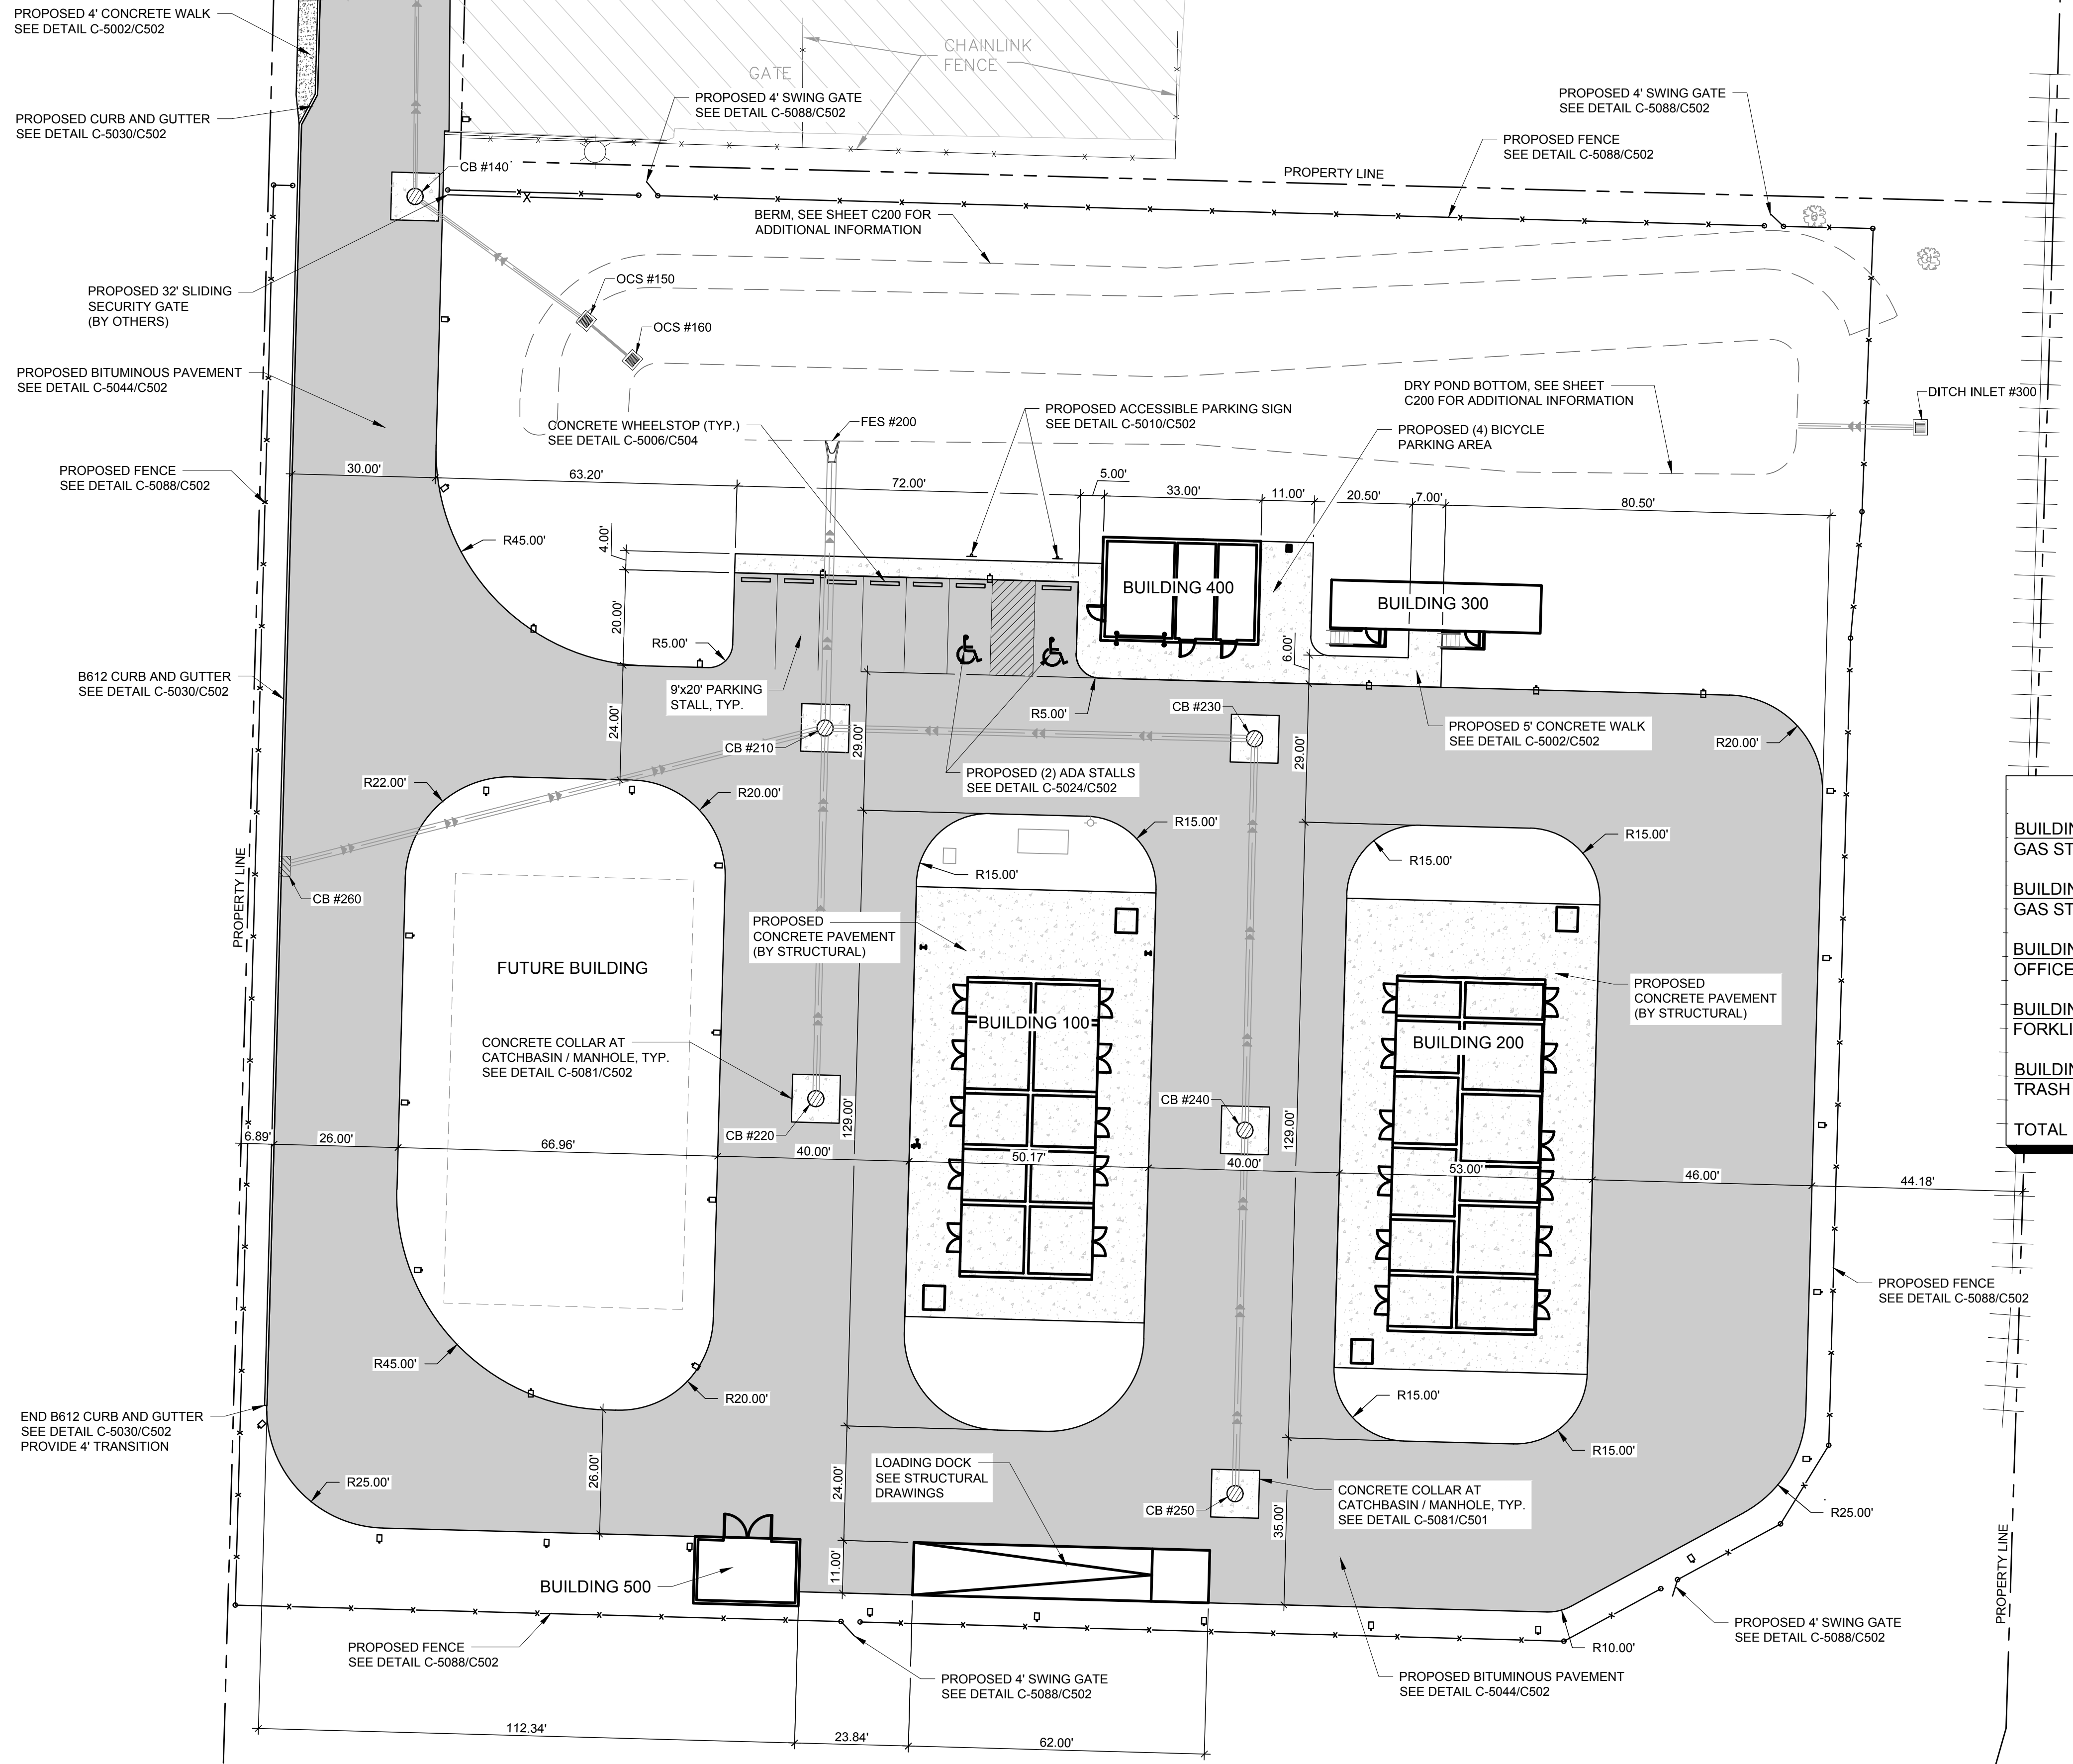 PROPOSED 4' CONCRETE WALK
SEE DETAIL C-5002/C502
CHAINLINK
FENCE
GATE
PROPOSED 4' SWING GATE
SEE DETAIL C-5088/C502
PROPOSED 4' SWING GATE
SEE DETAIL C-5088/C502
PROPOSED CURB AND GUTTER
SEE DETAIL C-5030/C502
PROPOSED FENCE
SEE DETAIL C-5088/C502
CB #140
PROPERTY LINE
BERM, SEE SHEET C200 FOR
ADDITIONAL INFORMATION
PROPOSED 32' SLIDING
SECURITY GATE
(BY OTHERS)
OCS #150
OCS #160
PROPOSED BITUMINOUS PAVEMENT
SEE DETAIL C-5044/C502
DRY POND BOTTOM, SEE SHEET
C200 FOR ADDITIONAL INFORMATION
DITCH INLET #300
CONCRETE WHEELSTOP (TYP.)
SEE DETAIL C-5006/C504
FES #200
PROPOSED ACCESSIBLE PARKING SIGN
SEE DETAIL C-5010/C502
PROPOSED (4) BICYCLE
PARKING AREA
PROPOSED FENCE
SEE DETAIL C-5088/C502
30.00'
63.20'
72.00'
5.00'
33.00'
11.00'
20.50'
7.00'
80.50'
R45.00'
4.00'
20.00'
BUILDING 400
BUILDING 300
R5.00'
6.00'
B612 CURB AND GUTTER
SEE DETAIL C-5030/C502
9'x20' PARKING
STALL, TYP.
24.00'
29.00'
R5.00'
CB #230
29.00'
PROPOSED 5' CONCRETE WALK
SEE DETAIL C-5002/C502
R20.00'
CB #210
PROPOSED (2) ADA STALLS
SEE DETAIL C-5024/C502
R22.00'
R20.00'
R15.00'
R15.00'
R15.00'
R15.00'
PROPERTY LINE
CB #260
BUILDIN
GAS ST
BUILDIN
GAS ST
BUILDIN
OFFICE
BUILDIN
FORKLI
BUILDIN
TRASH
TOTAL
PROPOSED
CONCRETE PAVEMENT
(BY STRUCTURAL)
FUTURE BUILDING
PROPOSED
CONCRETE PAVEMENT
(BY STRUCTURAL)
BUILDING 100
BUILDING 200
CONCRETE COLLAR AT
CATCHBASIN / MANHOLE, TYP.
SEE DETAIL C-5081/C502
CB #220
129.00'
CB #240
129.00'
6.89'
26.00'
66.96'
40.00'
50.17'
40.00'
53.00'
46.00'
44.18'
PROPOSED FENCE
SEE DETAIL C-5088/C502
R45.00'
R20.00'
R15.00'
R15.00'
END B612 CURB AND GUTTER
SEE DETAIL C-5030/C502
PROVIDE 4' TRANSITION
R25.00'
26.00'
24.00'
LOADING DOCK
SEE STRUCTURAL
DRAWINGS
CB #250
35.00'
CONCRETE COLLAR AT
CATCHBASIN / MANHOLE, TYP.
SEE DETAIL C-5081/C501
R25.00'
11.00'
BUILDING 500
PROPERTY LINE
PROPOSED FENCE
SEE DETAIL C-5088/C502
PROPOSED 4' SWING GATE
SEE DETAIL C-5088/C502
R10.00'
PROPOSED 4' SWING GATE
SEE DETAIL C-5088/C502
PROPOSED BITUMINOUS PAVEMENT
SEE DETAIL C-5044/C502
112.34'
23.84'
62.00'